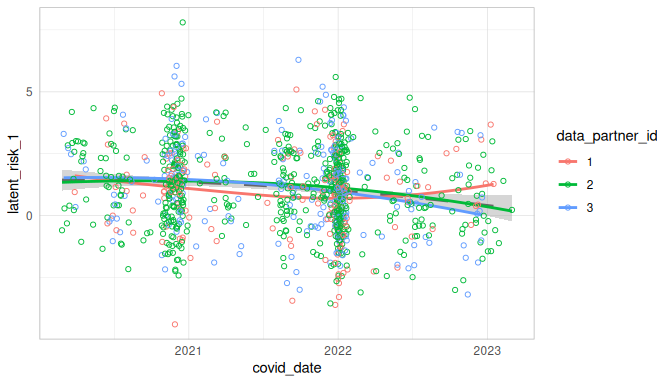 latent_risk_1
5
0
2021
2022
2023
covid_date
data_partner_id
1
2
3